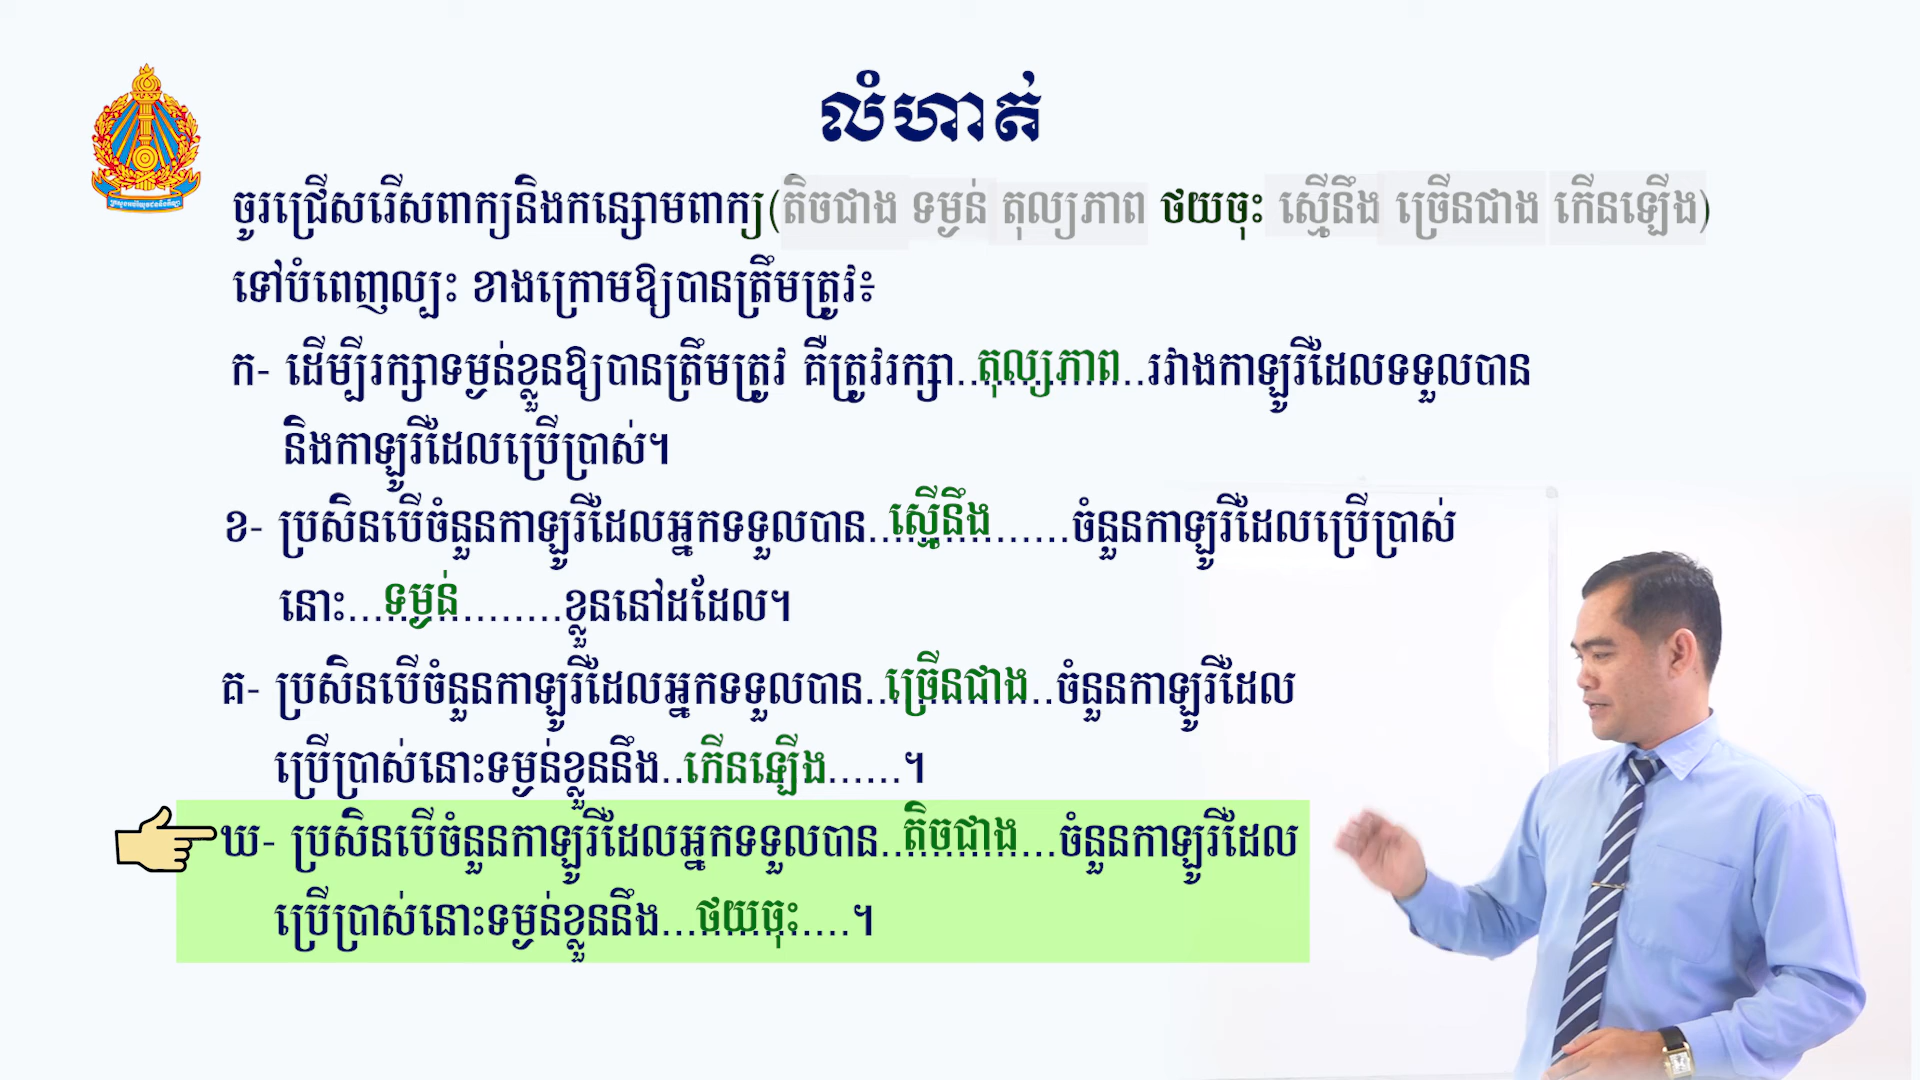 លំហាត់
ចូរជ្រើសរើសពាក្យនិងកន្សោមពាក្យ(តិចជាង ទម្ងន់ តុល្យភាព ថយចុះ ស្មើនឹង ច្រើនជាង កើនឡើង)
ទៅបំពេញល្បះ ខាងក្រោមឱ្យបានត្រឹមត្រូវ៖
ក- ដើម្បីរក្សាទម្ងន់ខ្លួនឱ្យបានត្រឹមត្រូវ គឺត្រូវរក្សា..តុល្យភាព..រវាងកាឡូរីដែលទទួលបាន
និងកាឡូរីដែលប្រើប្រាស់។
ខ- ប្រសិនបើចំនួនកាឡូរីដែលអ្នកទទួលបាន..ស្មើនឹង......ចំនួនកាឡូរីដែលប្រើប្រាស់
នោះ...ទម្ងន់........ខ្លួននៅដដែល។
គ- ប្រសិនបើចំនួនកាឡូរីដែលអ្នកទទួលបាន..ច្រើនជាង..ចំនួនកាឡូរីដែល
ប្រើប្រាស់នោះទម្ងន់ខ្លួននឹង..កើនឡើង......។
ឃ- ប្រសិនបើចំនួនកាឡូរីដែលអ្នកទទួលបាន..តិចជាង...ចំនួនកាឡូរីដែល
ប្រើប្រាស់នោះទម្ងន់ខ្លួននឹង...ថយចុះ....។